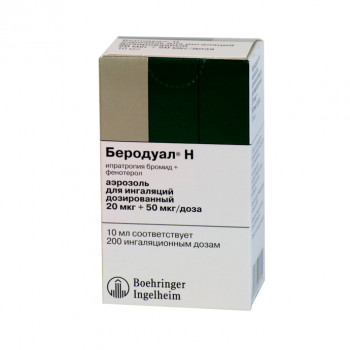 Беродуал® Н
ипратропия бромид +
фенотерол
аэрозоль
для ингаляций
дозированный
20 мкг + 50 мкг/доза
10 мл соответствует
200 ингаляционным дозам
Boehringer
Ingelheim